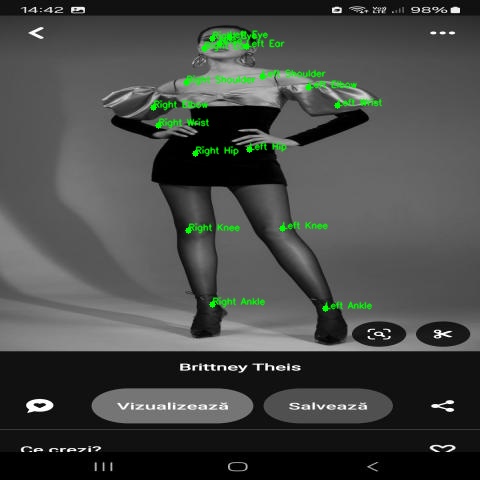 14:42 98%
Right Eye
Left Ear
Right Shoulder
Left Shoulder
Left Elbow
Right Elbow
Left Wrist
Right Wrist
Right Hip
Left Hip
Right Knee
Left Knee
Right Ankle
Left Ankle
Brittney Theis
Vizualizează
Salvează
Ce crezi?